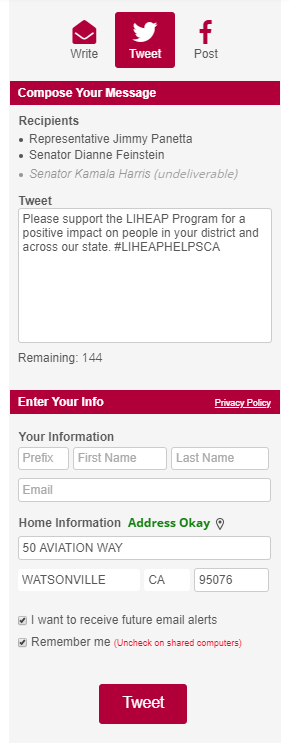 Write Tweet Post
Compose Your Message
Recipients
• Representative Jimmy Panetta
• Senator Dianne Feinstein
• Senator Kamala Harris (undeliverable)
Tweet
Please support the LIHEAP Program for a
positive impact on people in your district and
across our state. #LIHEAPHELPSCA
Remaining: 144
Enter Your Info Privacy Policy
Your Information
Prefix First Name Last Name
Email
Home Information Address Okay
50 AVIATION WAY
WATSONVILLE CA 95076
I want to receive future email alerts
Remember me (Uncheck on shared computers)
Tweet